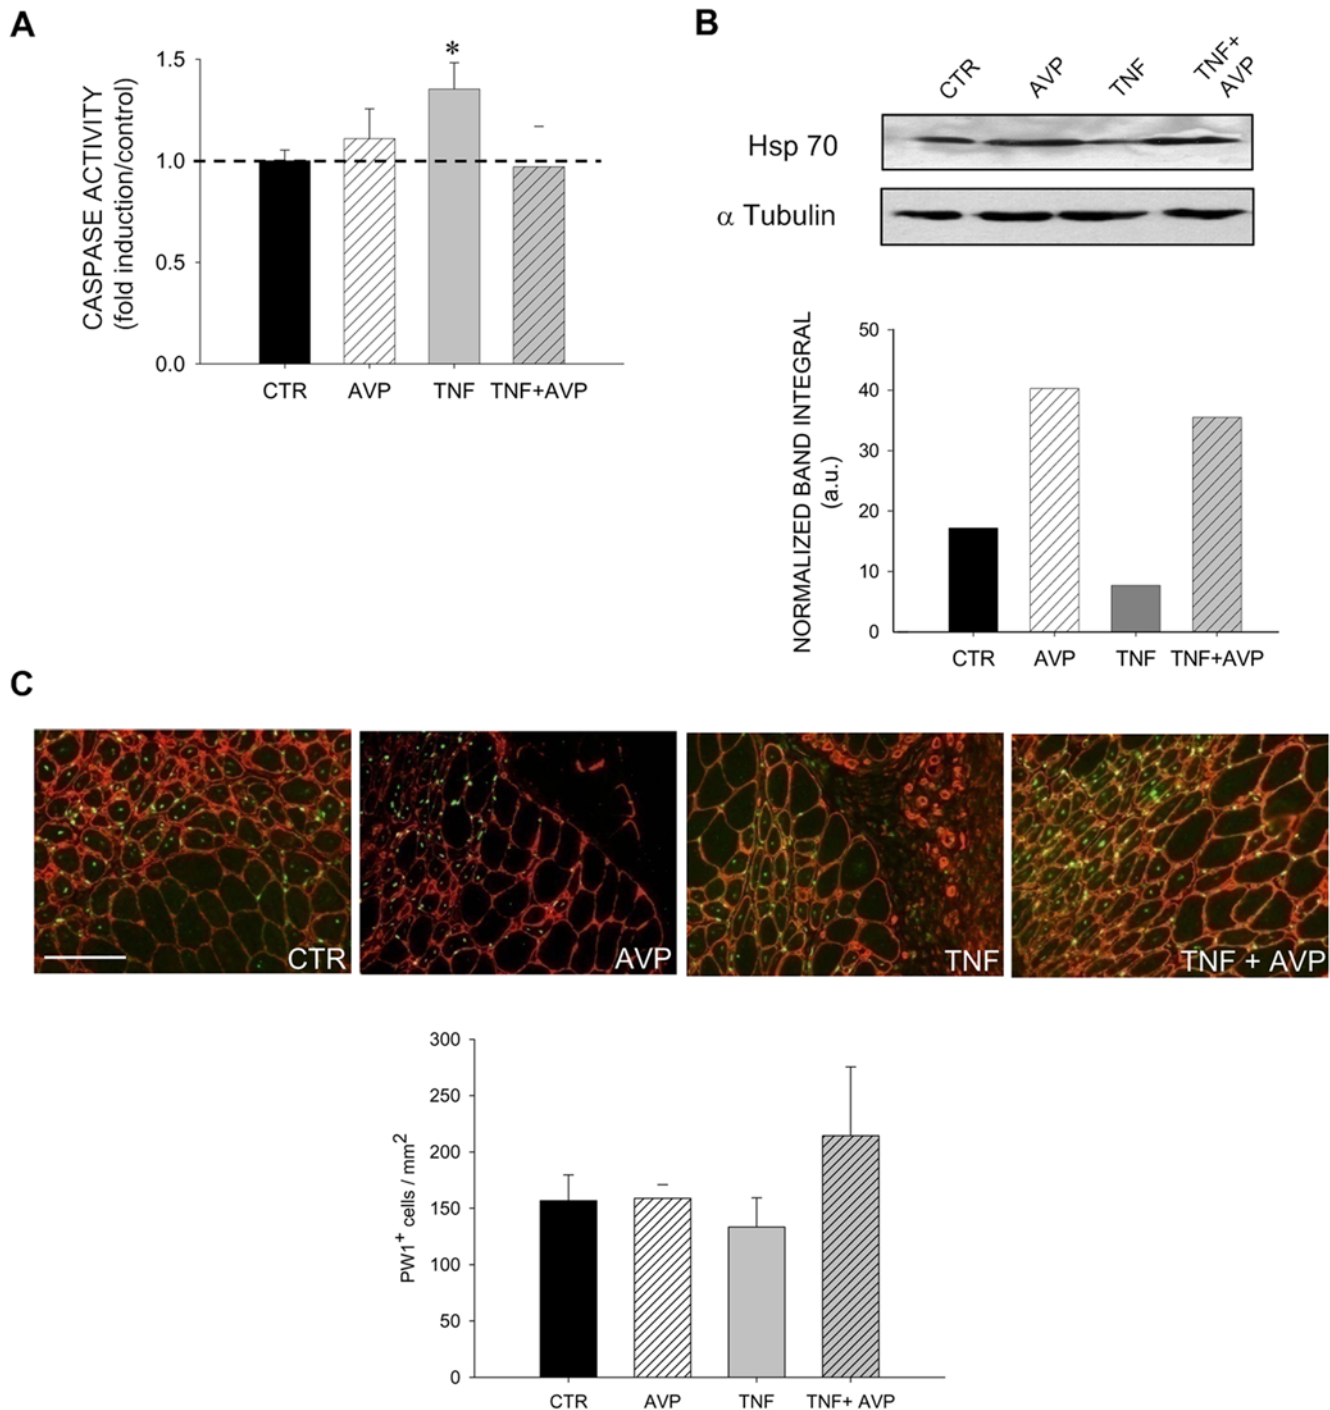 A
CASPASE ACTIVITY
(fold induction/control)
1.5
1.0
0.5
0.0
*
CTR AVP TNF TNF+AVP
B
CTR AVP TNF TNF+
AVP
Hsp 70
α Tubulin
NORMALIZED BAND INTEGRAL
(a.u.)
50
40
30
20
10
0
CTR AVP TNF TNF+AVP
C
CTR AVP TNF TNF + AVP
PW1+ cells / mm2
300
250
200
150
100
50
0
CTR AVP TNF TNF+ AVP